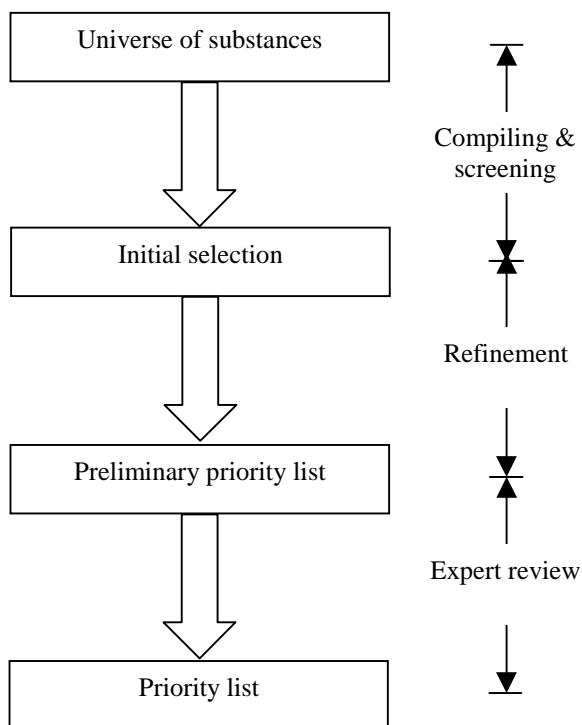 Universe of substances
Compiling &
screening
Initial selection
Refinement
Preliminary priority list
Expert review
Priority list